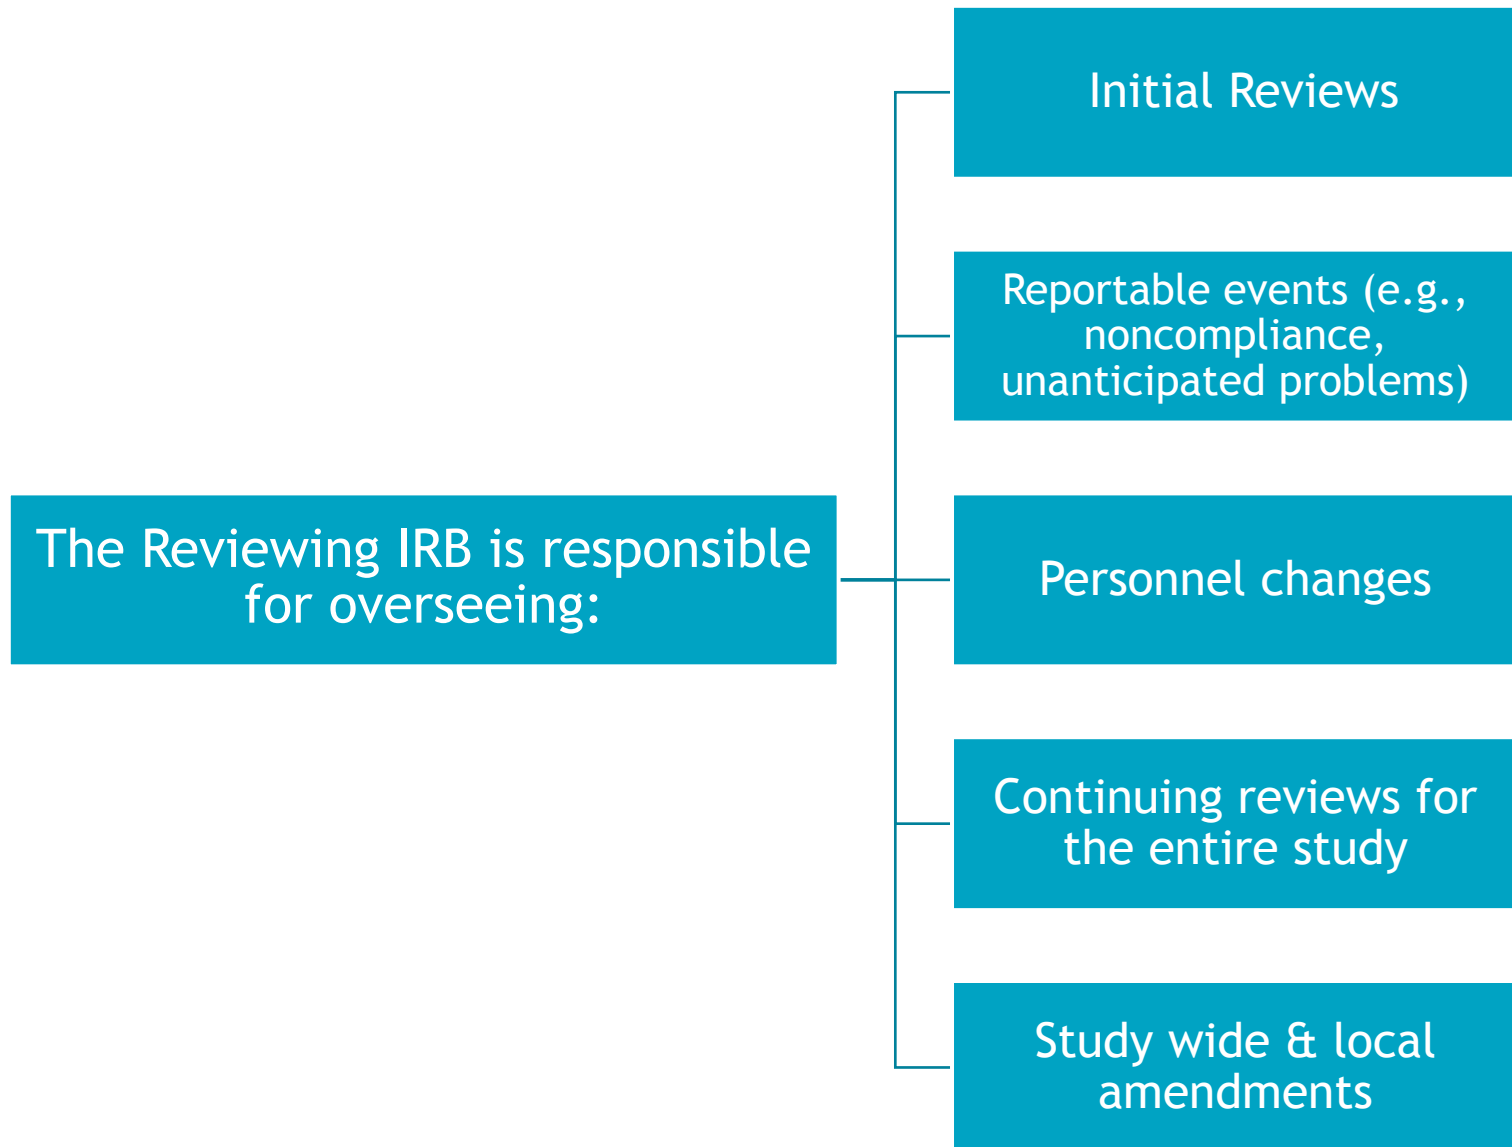 The Reviewing IRB is responsible
for overseeing:
Initial Reviews
Reportable events (e.g.,
noncompliance,
unanticipated problems)
Personnel changes
Continuing reviews for
the entire study
Study wide & local
amendments